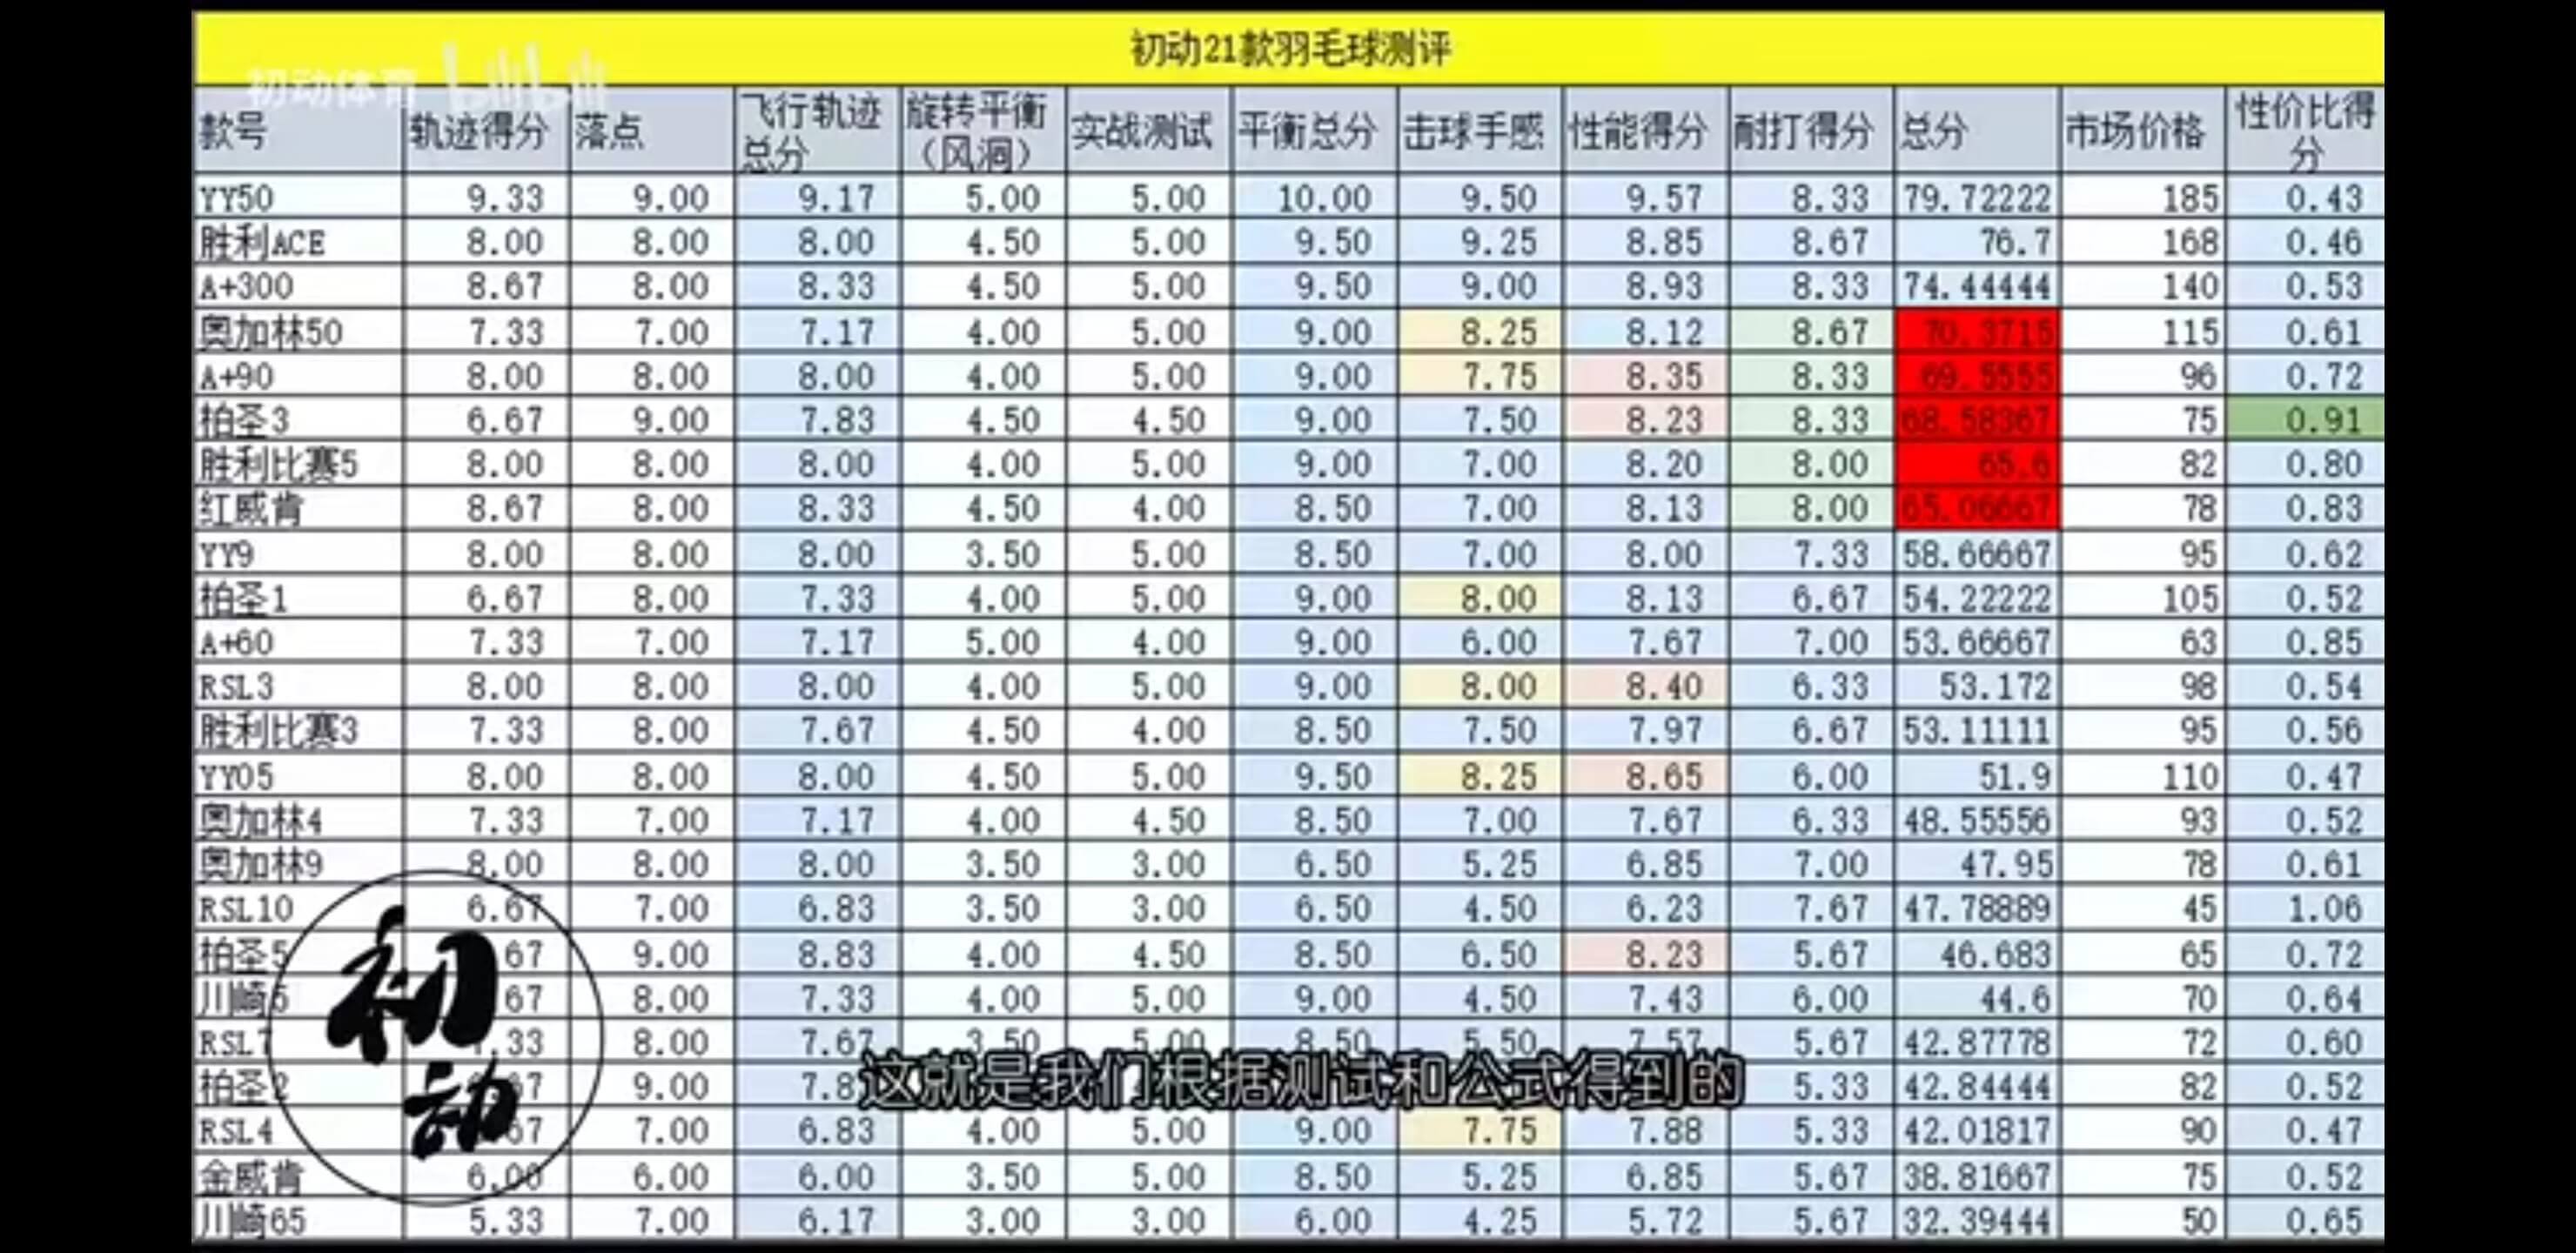 初动21款羽毛球测评
初动体育 bilibili
款号 轨迹得分 落点 飞行轨迹总分 旋转平衡（风洞） 实战测试 平衡总分 击球手感 性能得分 耐打得分 总分 市场价格 性价比得分
YY50 9.33 9.00 9.17 5.00 5.00 10.00 9.50 9.57 8.33 79.72222 185 0.43
胜利ACE 8.00 8.00 8.00 4.50 5.00 9.50 9.25 8.85 8.67 76.7 168 0.46
A+300 8.67 8.00 8.33 4.50 5.00 9.50 9.00 8.93 8.33 74.44444 140 0.53
奥加林50 7.33 7.00 7.17 4.00 5.00 9.00 8.25 8.12 8.67 70.3715 115 0.61
A+90 8.00 8.00 8.00 4.00 5.00 9.00 7.75 8.35 8.33 69.5555 96 0.72
柏圣3 6.67 9.00 7.83 4.50 4.50 9.00 7.50 8.23 8.33 68.58367 75 0.91
胜利比赛5 8.00 8.00 8.00 4.00 5.00 9.00 7.00 8.20 8.00 65.6 82 0.80
红威肯 8.67 8.00 8.33 4.50 4.00 8.50 7.00 8.13 8.00 65.06667 78 0.83
YY9 8.00 8.00 8.00 3.50 5.00 8.50 7.00 8.00 7.33 58.66667 95 0.62
柏圣1 6.67 8.00 7.33 4.00 5.00 9.00 8.00 8.13 6.67 54.22222 105 0.52
A+60 7.33 7.00 7.17 5.00 4.00 9.00 6.00 7.67 7.00 53.66667 63 0.85
RSL3 8.00 8.00 8.00 4.00 5.00 9.00 8.00 8.40 6.33 53.172 98 0.54
胜利比赛3 7.33 8.00 7.67 4.50 4.00 8.50 7.50 7.97 6.67 53.11111 95 0.56
YY05 8.00 8.00 8.00 4.50 5.00 9.50 8.25 8.65 6.00 51.9 110 0.47
奥加林4 7.33 7.00 7.17 4.00 4.50 8.50 7.00 7.67 6.33 48.55556 93 0.52
奥加林9 8.00 8.00 8.00 3.50 3.00 6.50 5.25 6.85 7.00 47.95 78 0.61
RSL10 6.67 7.00 6.83 3.50 3.00 6.50 4.50 6.23 7.67 47.78889 45 1.06
柏圣5 67 9.00 8.83 4.00 4.50 8.50 6.50 8.23 5.67 46.683 65 0.72
川崎5 67 8.00 7.33 4.00 5.00 9.00 4.50 7.43 6.00 44.6 70 0.64
RSL7 33 8.00 7.67 3.50 5.00 8.50 5.50 7.57 5.67 42.87778 72 0.60
柏圣2 67 9.00 7.8 5.33 42.84444 82 0.52
RSL4 67 7.00 6.83 4.00 5.00 9.00 7.75 7.88 5.33 42.01817 90 0.47
金威肯 6.00 6.00 6.00 3.50 5.00 8.50 5.25 6.85 5.67 38.81667 75 0.52
川崎65 5.33 7.00 6.17 3.00 3.00 6.00 4.25 5.72 5.67 32.39444 50 0.65
初动
这就是我们根据测试和公式得到的